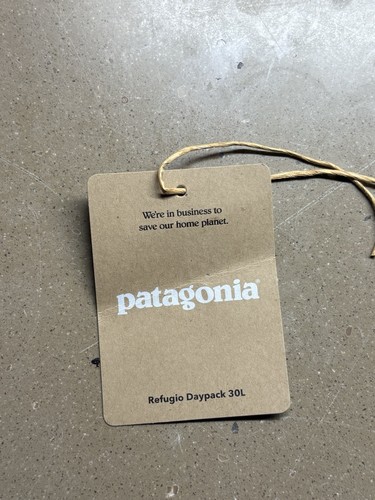 We're in business to
save our home planet.
patagonia®
Refugio Daypack 30L